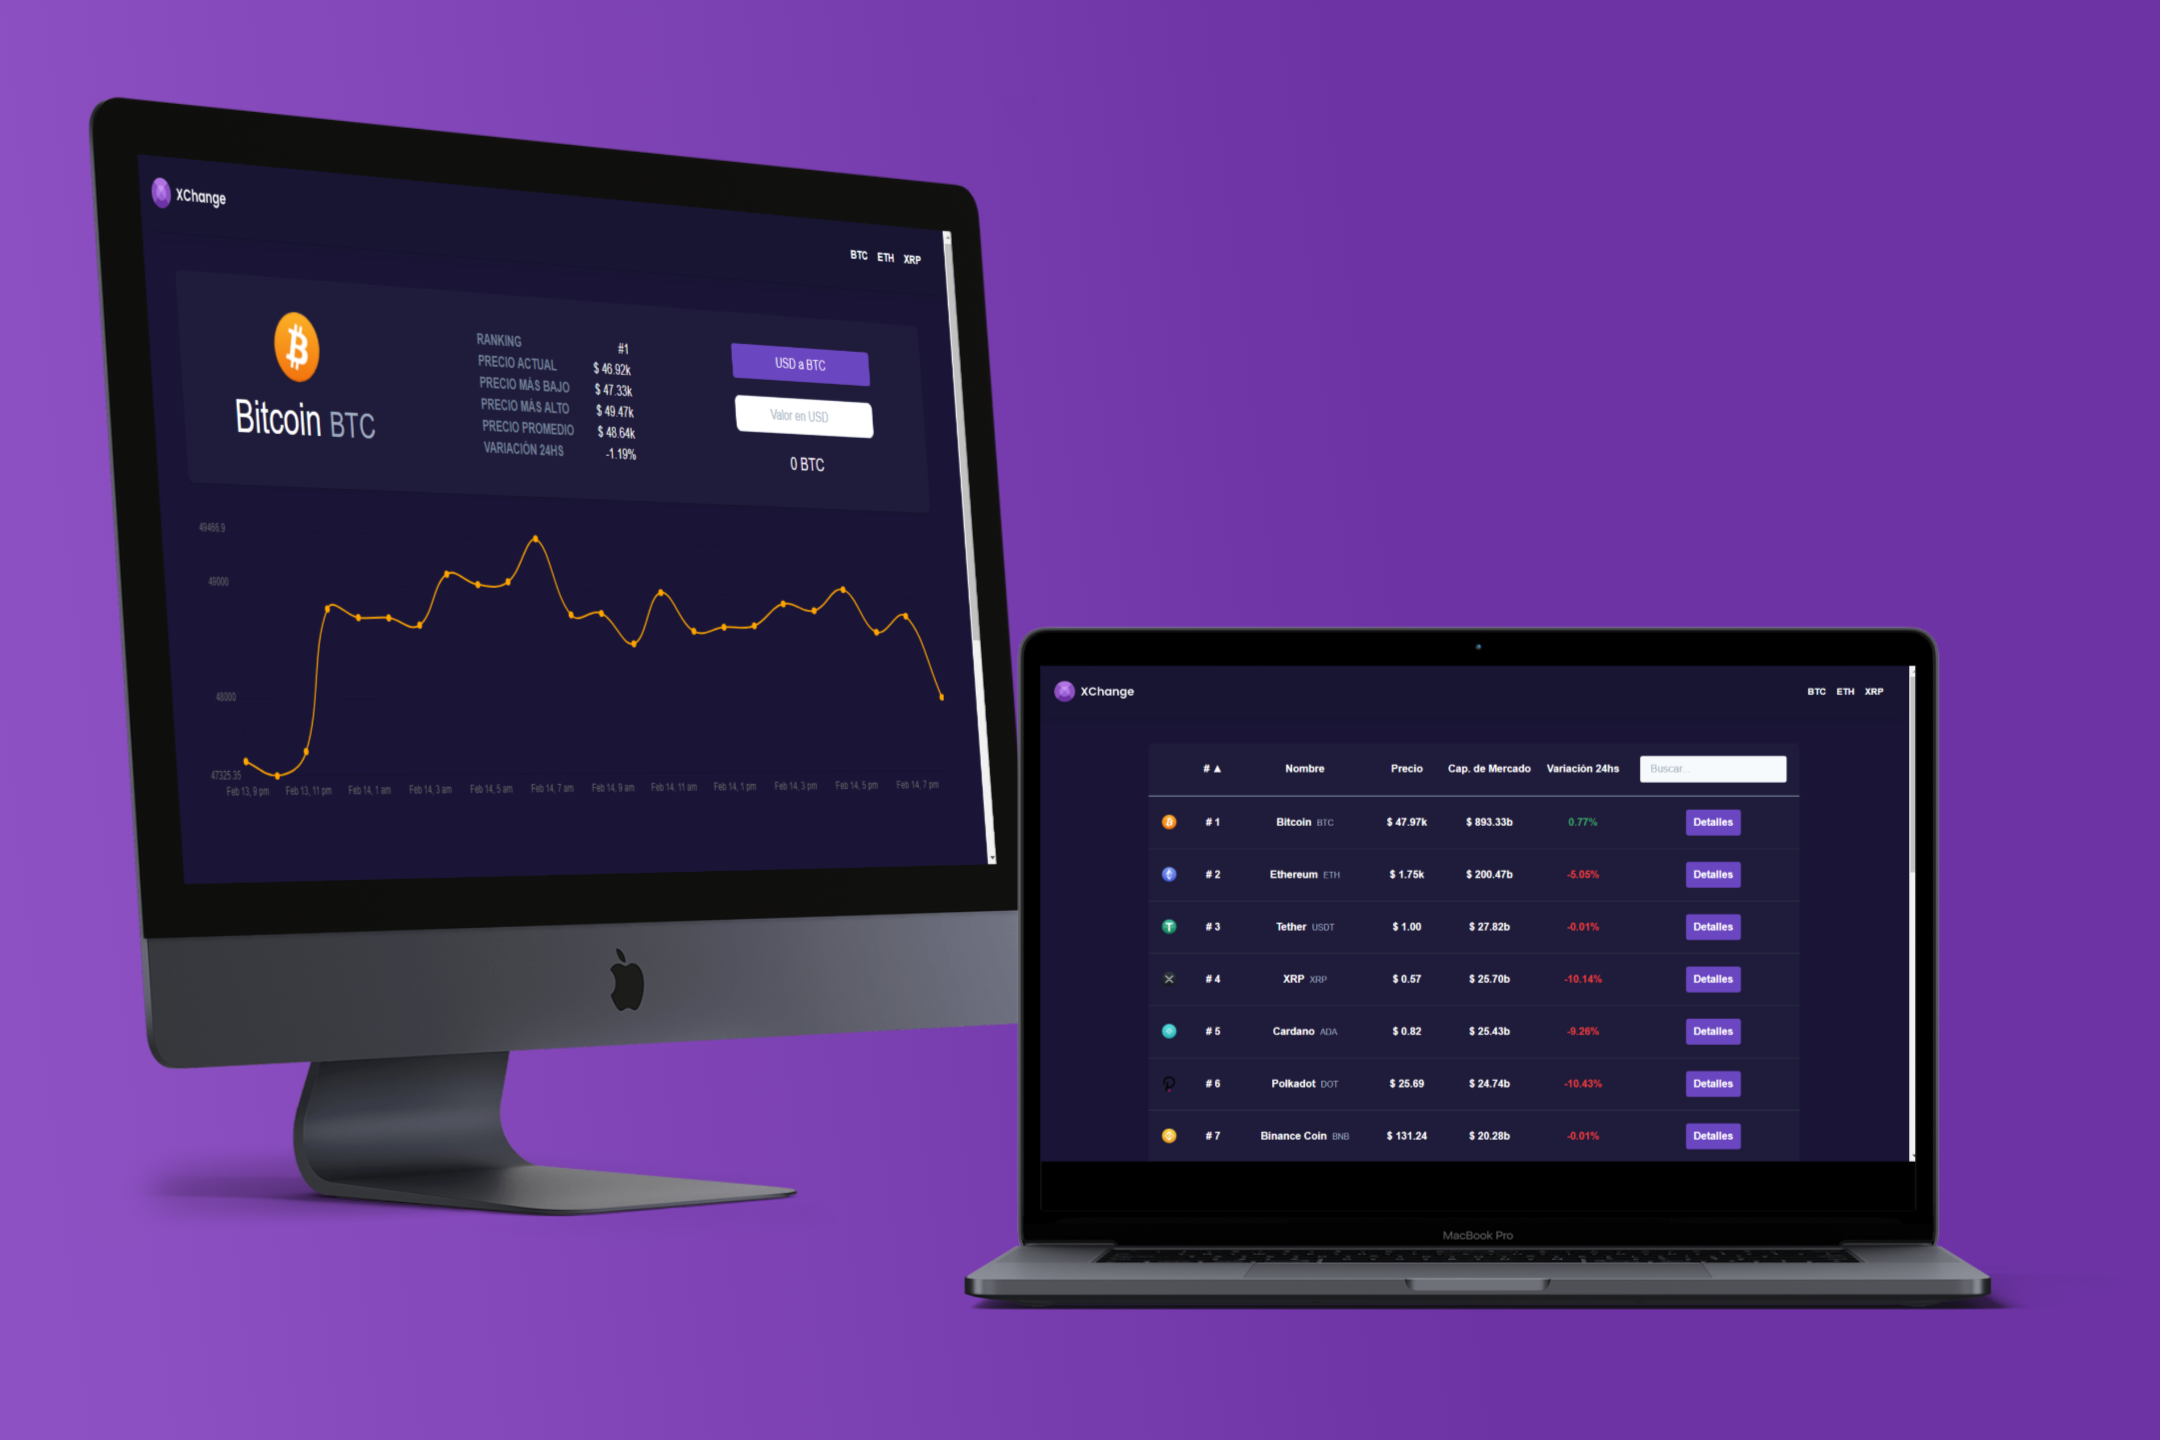 XChange
BTC ETH XRP
Bitcoin BTC
RANKING #1
PRECIO ACTUAL $ 46.92k
PRECIO MÁS BAJO $ 47.33k
PRECIO MÁS ALTO $ 49.47k
PRECIO PROMEDIO $ 48.64k
VARIACIÓN 24HS -1.19%
USD a BTC
Valor en USD
0 BTC
49466.9
49000
48000
47325.35
Feb 13, 9 pm Feb 13, 11 pm Feb 14, 1 am Feb 14, 3 am Feb 14, 5 am Feb 14, 7 am Feb 14, 9 am Feb 14, 11 am Feb 14, 1 pm Feb 14, 3 pm Feb 14, 5 pm Feb 14, 7 pm
XChange
BTC ETH XRP
# ▲ Nombre Precio Cap. de Mercado Variación 24hs Buscar...
# 1 Bitcoin BTC $ 47.97k $ 893.33b 0.77% Detalles
# 2 Ethereum ETH $ 1.75k $ 200.47b -5.05% Detalles
# 3 Tether USDT $ 1.00 $ 27.82b -0.01% Detalles
# 4 XRP XRP $ 0.57 $ 25.70b -10.14% Detalles
# 5 Cardano ADA $ 0.82 $ 25.43b -9.26% Detalles
# 6 Polkadot DOT $ 25.69 $ 24.74b -10.43% Detalles
# 7 Binance Coin BNB $ 131.24 $ 20.28b -0.01% Detalles
MacBook Pro